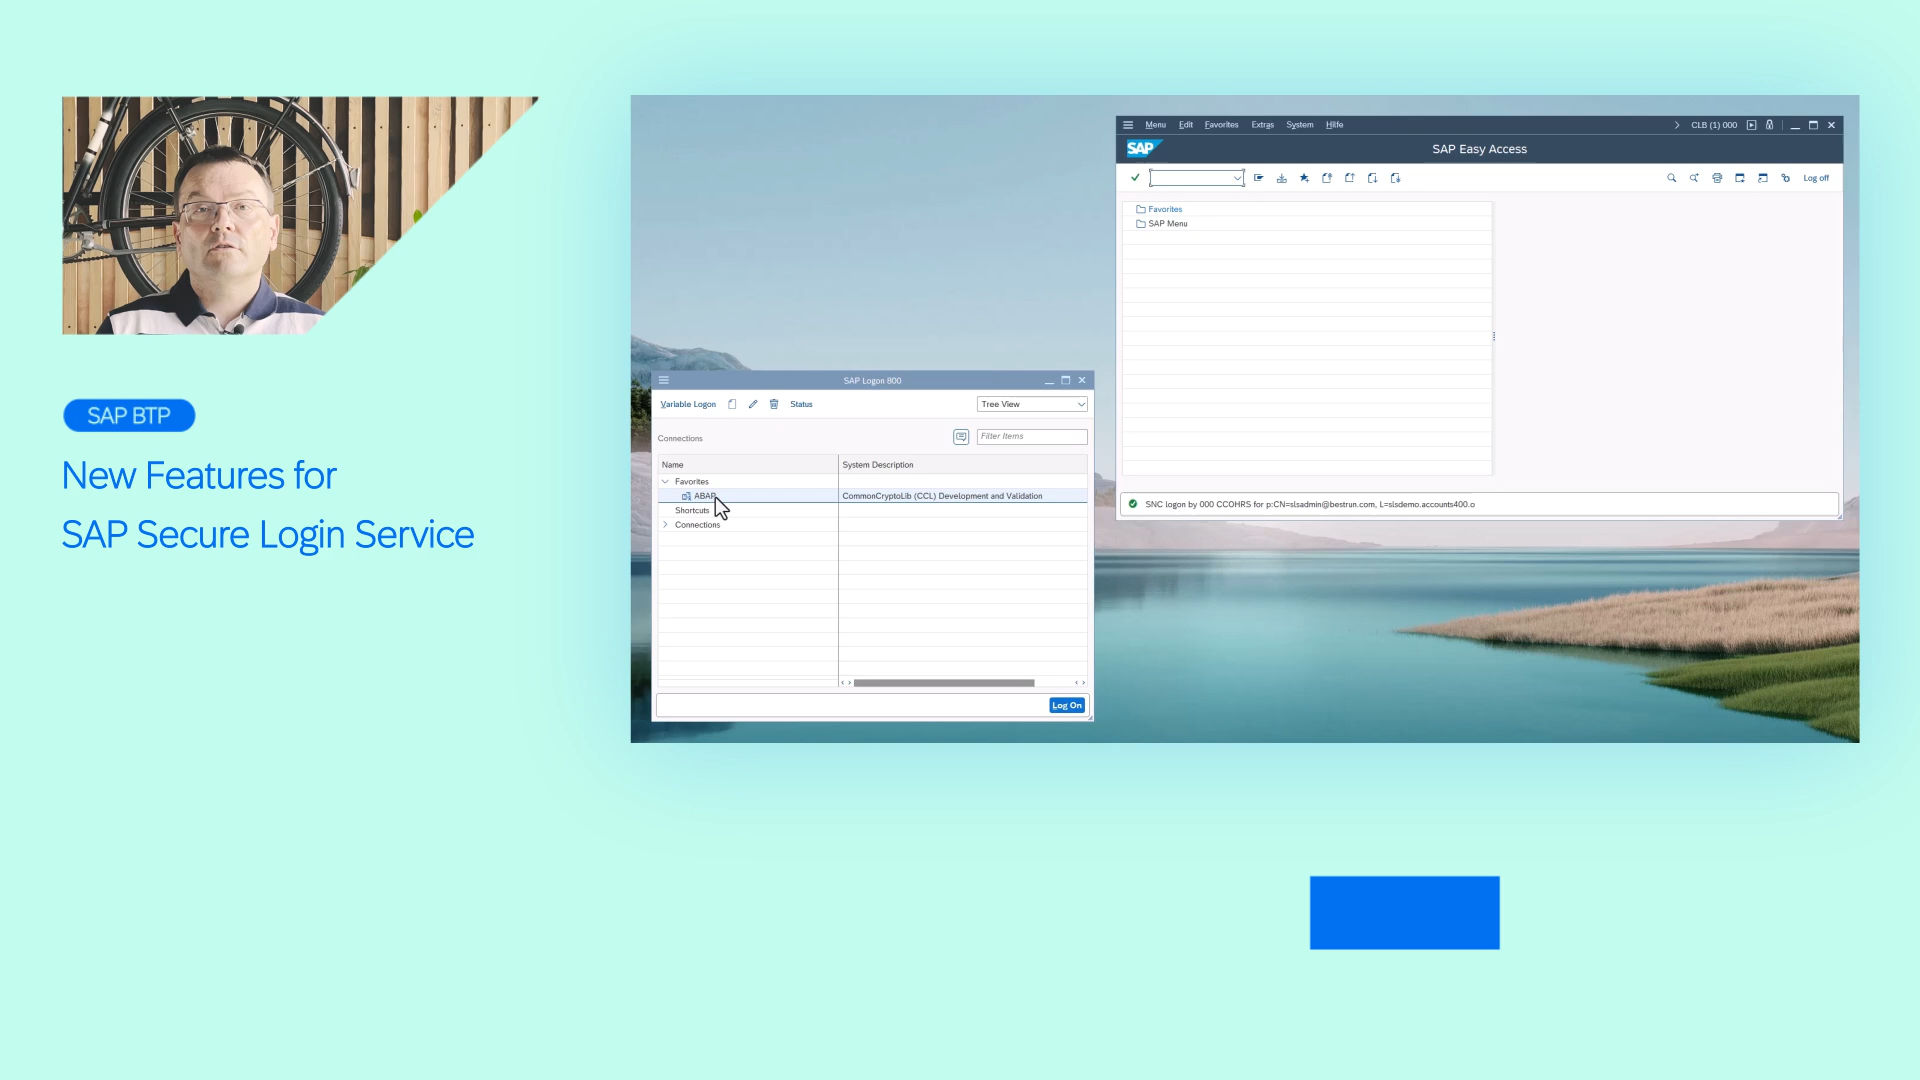 SAP BTP
New Features for
SAP Secure Login Service
SAP Logon 800
Variable Logon
Status
Tree View
Connections
Filter Items
Name
System Description
Favorites
ABAP
CommonCryptoLib (CCL) Development and Validation
Shortcuts
Connections
Log On
Menu Edit Favorites Extras System Hilfe
CLB (1) 000
SAP
SAP Easy Access
Log off
Favorites
SAP Menu
SNC logon by 000 CCOHRS for p:CN=slsadmin@bestrun.com, L=slsdemo.accounts400.o